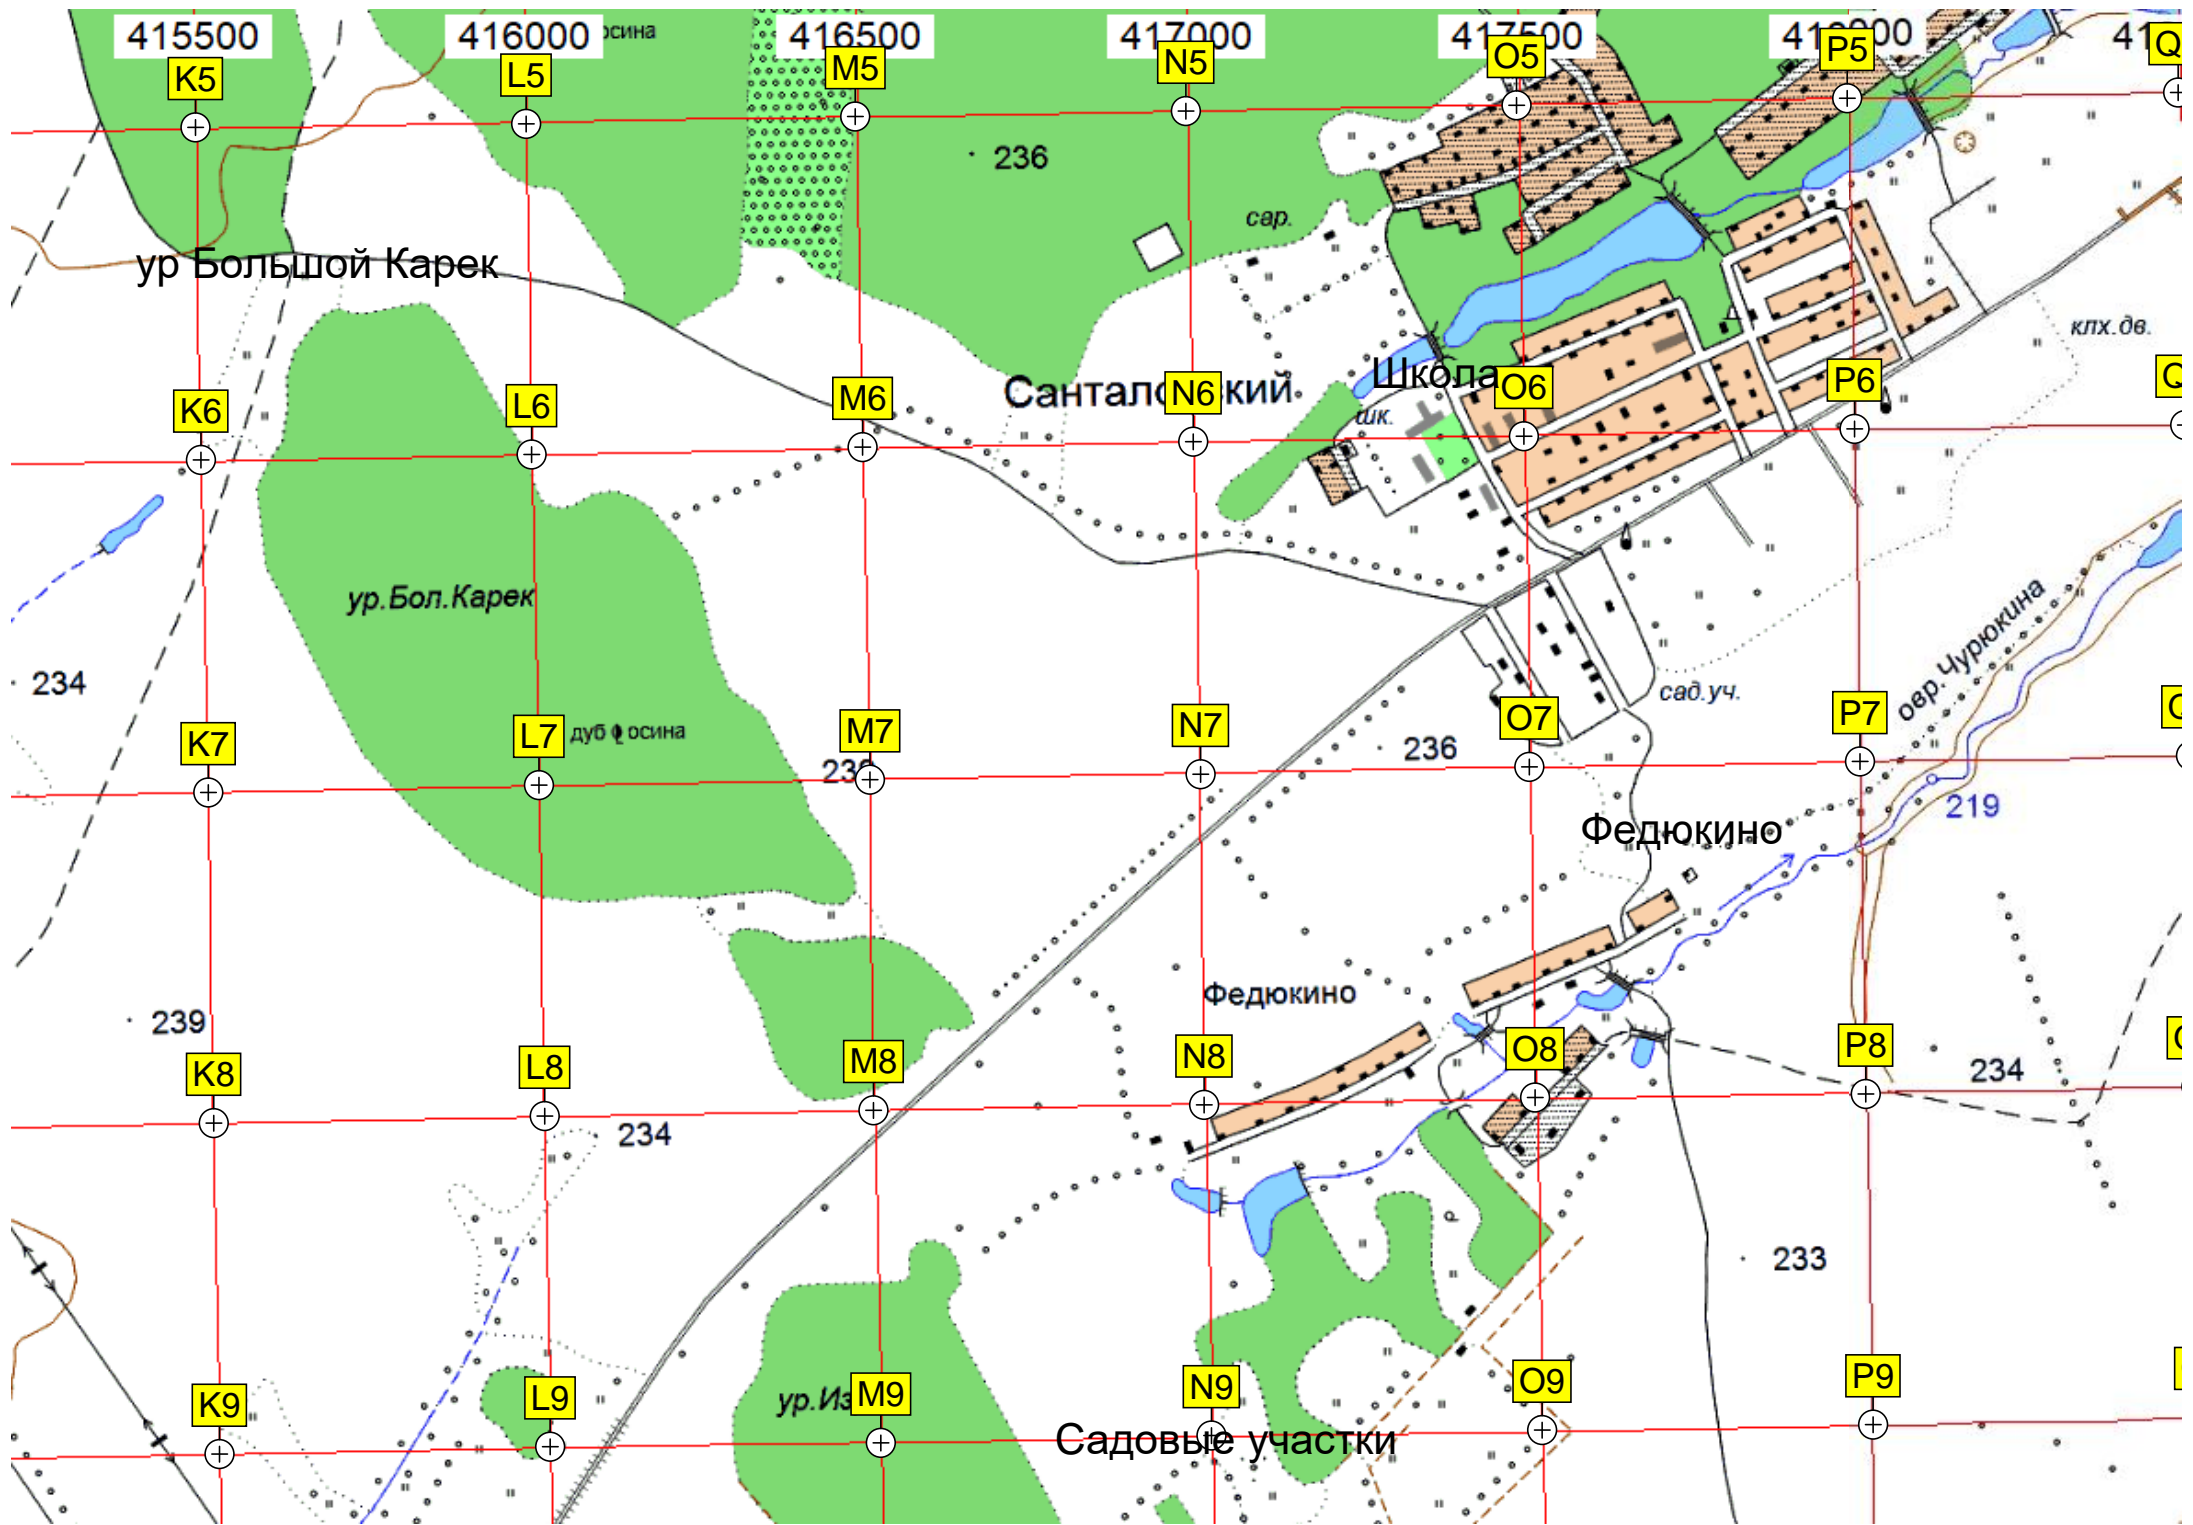 415500 416000 416500 417000 417500 418000
осина
K5 L5 M5 N5 O5 P5
236
сар.
ур Большой Карек
клх.дв.
Школа
K6 L6 M6 N6 O6 P6
шк.
ур.Бол.Карек
234
сад.уч.
овр.Чурюкина
K7 L7 M7 N7 O7 P7
дуб осина
236
219
Федюкино
Федюкино
239
K8 L8 M8 N8 O8 P8
234
234
233
K9 L9 M9 N9 O9 P9
Садовые участки